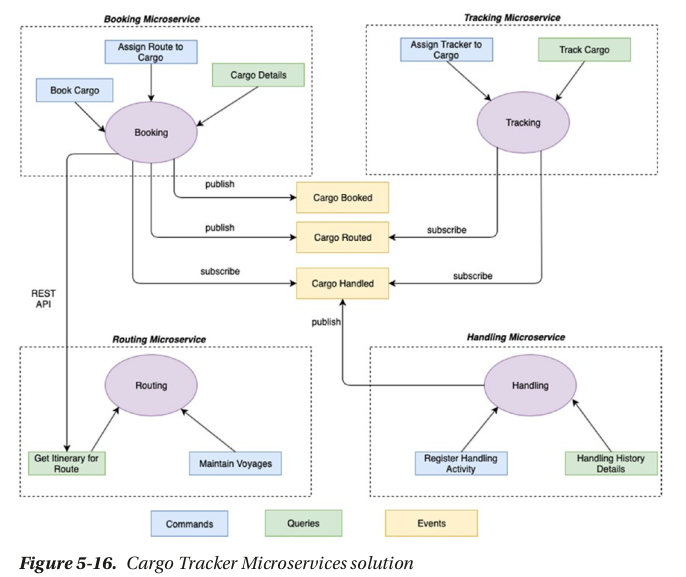 Booking Microservice
Tracking Microservice
Assign Route to
Cargo
Cargo Details
Book Cargo
Booking
Assign Tracker to
Cargo
Track Cargo
Tracking
publish
Cargo Booked
publish
Cargo Routed
subscribe
subscribe
Cargo Handled
subscribe
REST
API
publish
Routing Microservice
Handling Microservice
Routing
Handling
Get Itinerary for
Route
Maintain Voyages
Register Handling
Activity
Handling History
Details
Commands
Queries
Events
Figure 5-16. Cargo Tracker Microservices solution